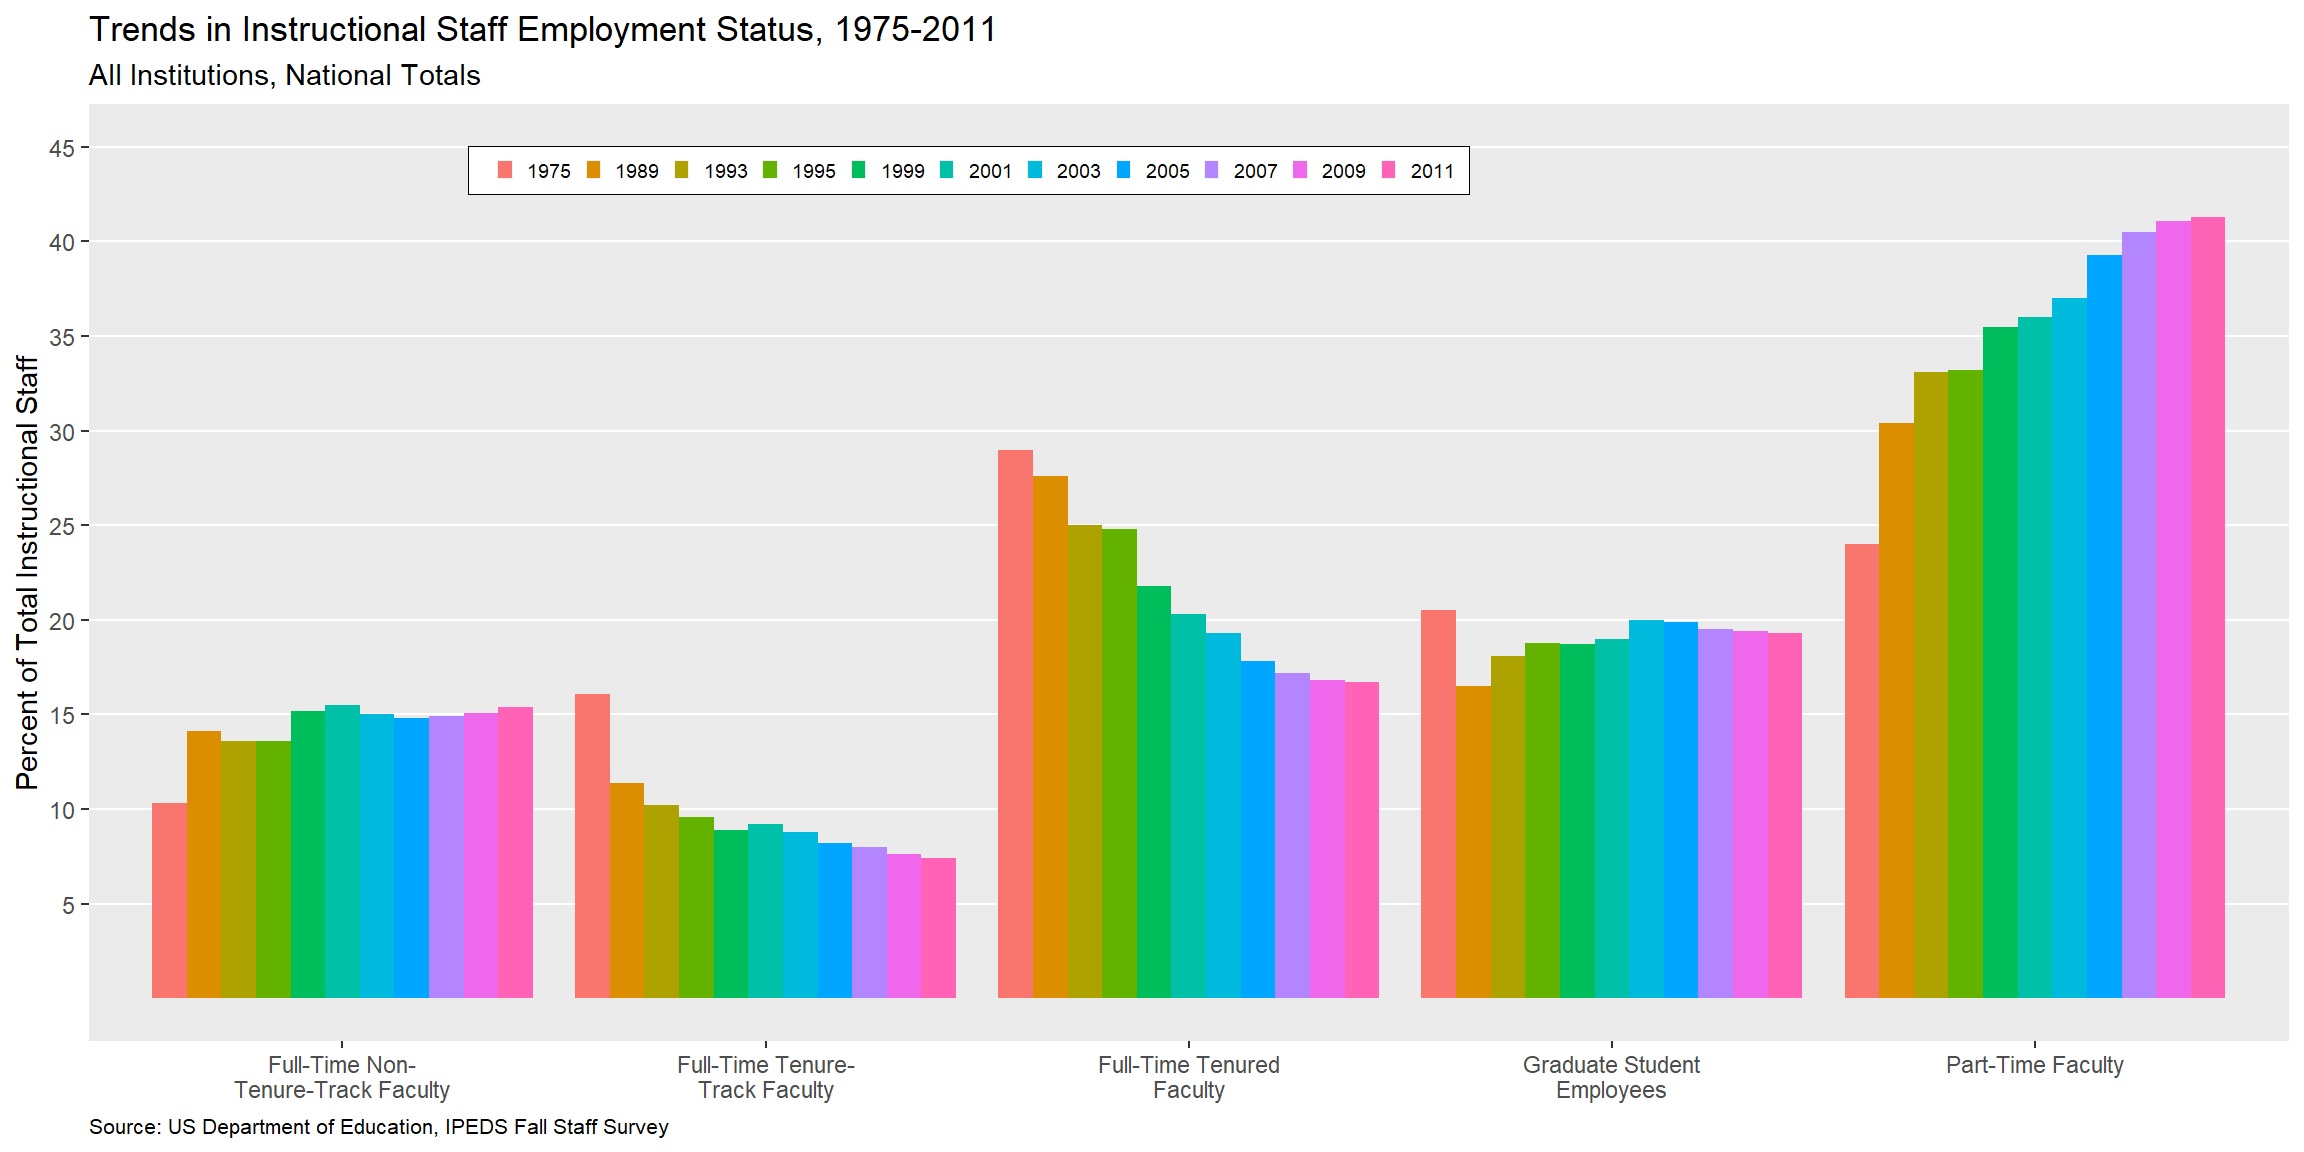 Trends in Instructional Staff Employment Status, 1975-2011
All Institutions, National Totals
Percent of Total Instructional Staff
45
40
35
30
25
20
15
10
5
1975 1989 1993 1995 1999 2001 2003 2005 2007 2009 2011
Full-Time Non-
Tenure-Track Faculty
Full-Time Tenure-
Track Faculty
Full-Time Tenured
Faculty
Graduate Student
Employees
Part-Time Faculty
Source: US Department of Education, IPEDS Fall Staff Survey